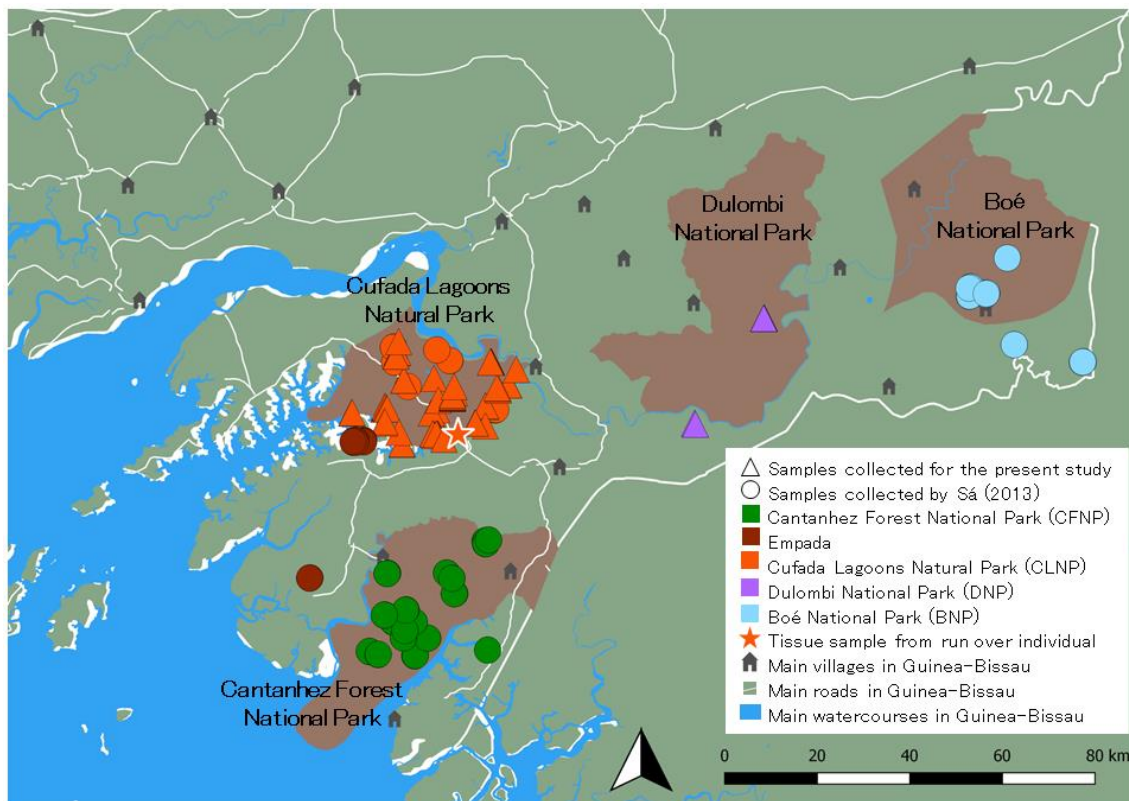 Dulombi
National Park
Boé
National Park
Cufada Lagoons
Natural Park
Cantanhez Forest
National Park
Samples collected for the present study
Samples collected by Sá (2013)
Cantanhez Forest National Park (CFNP)
Empada
Cufada Lagoons Natural Park (CLNP)
Dulombi National Park (DNP)
Boé National Park (BNP)
Tissue sample from run over individual
Main villages in Guinea-Bissau
Main roads in Guinea-Bissau
Main watercourses in Guinea-Bissau
0 20 40 60 80 km